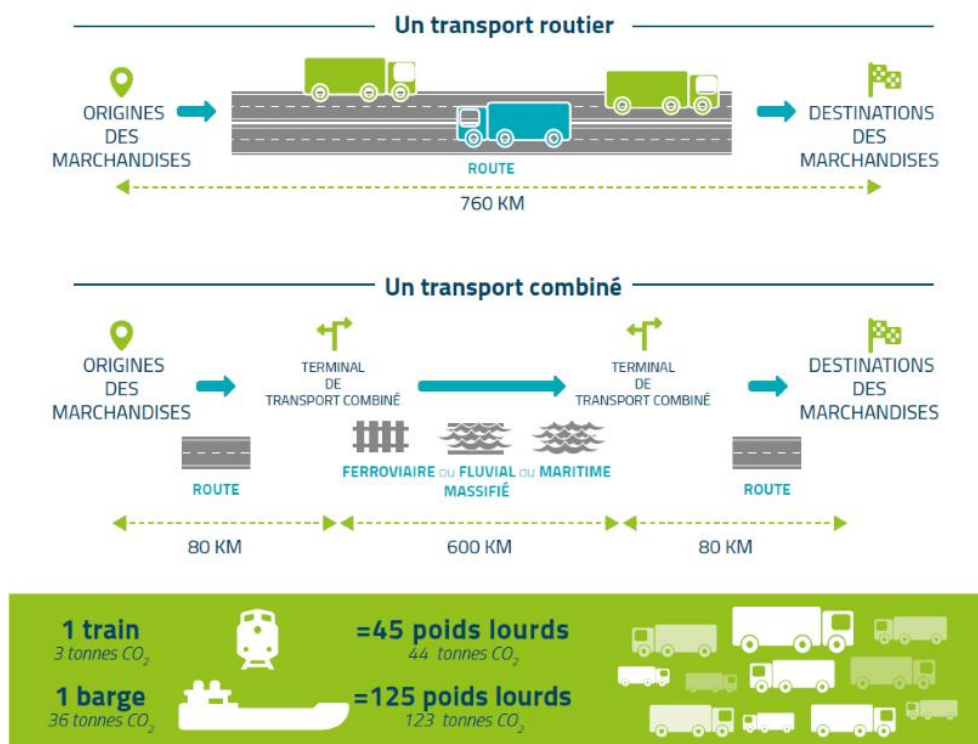 Un transport routier
ORIGINES
DES
MARCHANDISES
DESTINATIONS
DES
MARCHANDISES
ROUTE
760 KM
Un transport combiné
ORIGINES
DES
MARCHANDISES
TERMINAL
DE
TRANSPORT COMBINÉ
TERMINAL
DE
TRANSPORT COMBINÉ
DESTINATIONS
DES
MARCHANDISES
ROUTE
FERROVIAIRE ou FLUVIAL ou MARITIME
MASSIFIÉ
ROUTE
80 KM
600 KM
80 KM
1 train
3 tonnes CO₂
=45 poids lourds
44 tonnes CO₂
1 barge
36 tonnes CO₂
=125 poids lourds
123 tonnes CO₂